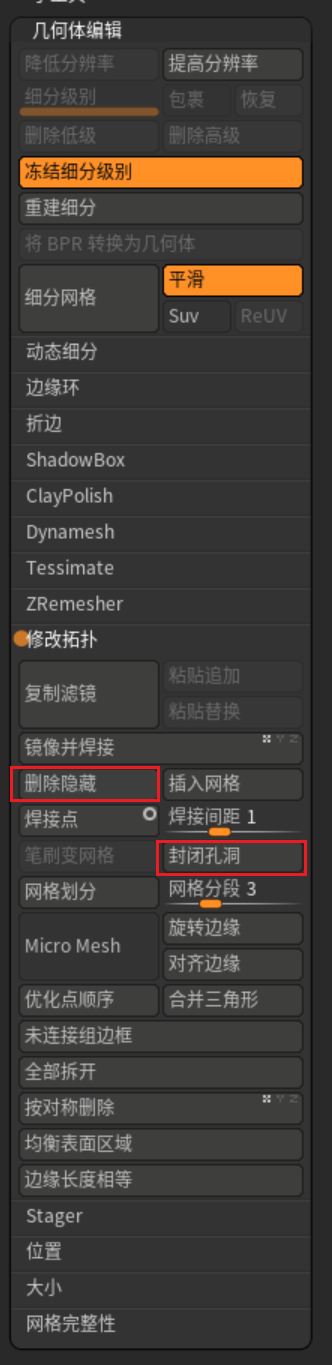 几何体编辑
降低分辨率 提高分辨率
细分级别 包裹 恢复
删除低级 删除高级
冻结细分级别
重建细分
将 BPR 转换为几何体
细分网格 平滑
Suv ReUV
动态细分
边缘环
折边
ShadowBox
ClayPolish
Dynamesh
Tessimate
ZRemesher
修改拓扑
复制滤镜 粘贴追加
粘贴替换
镜像并焊接 X Y Z
删除隐藏 插入网格
焊接点 焊接间距 1
笔刷变网格 封闭孔洞
网格划分 网格分段 3
Micro Mesh 旋转边缘
对齐边缘
优化点顺序 合并三角形
未连接组边框
全部拆开
按对称删除 X Y Z
均衡表面区域
边缘长度相等
Stager
位置
大小
网格完整性